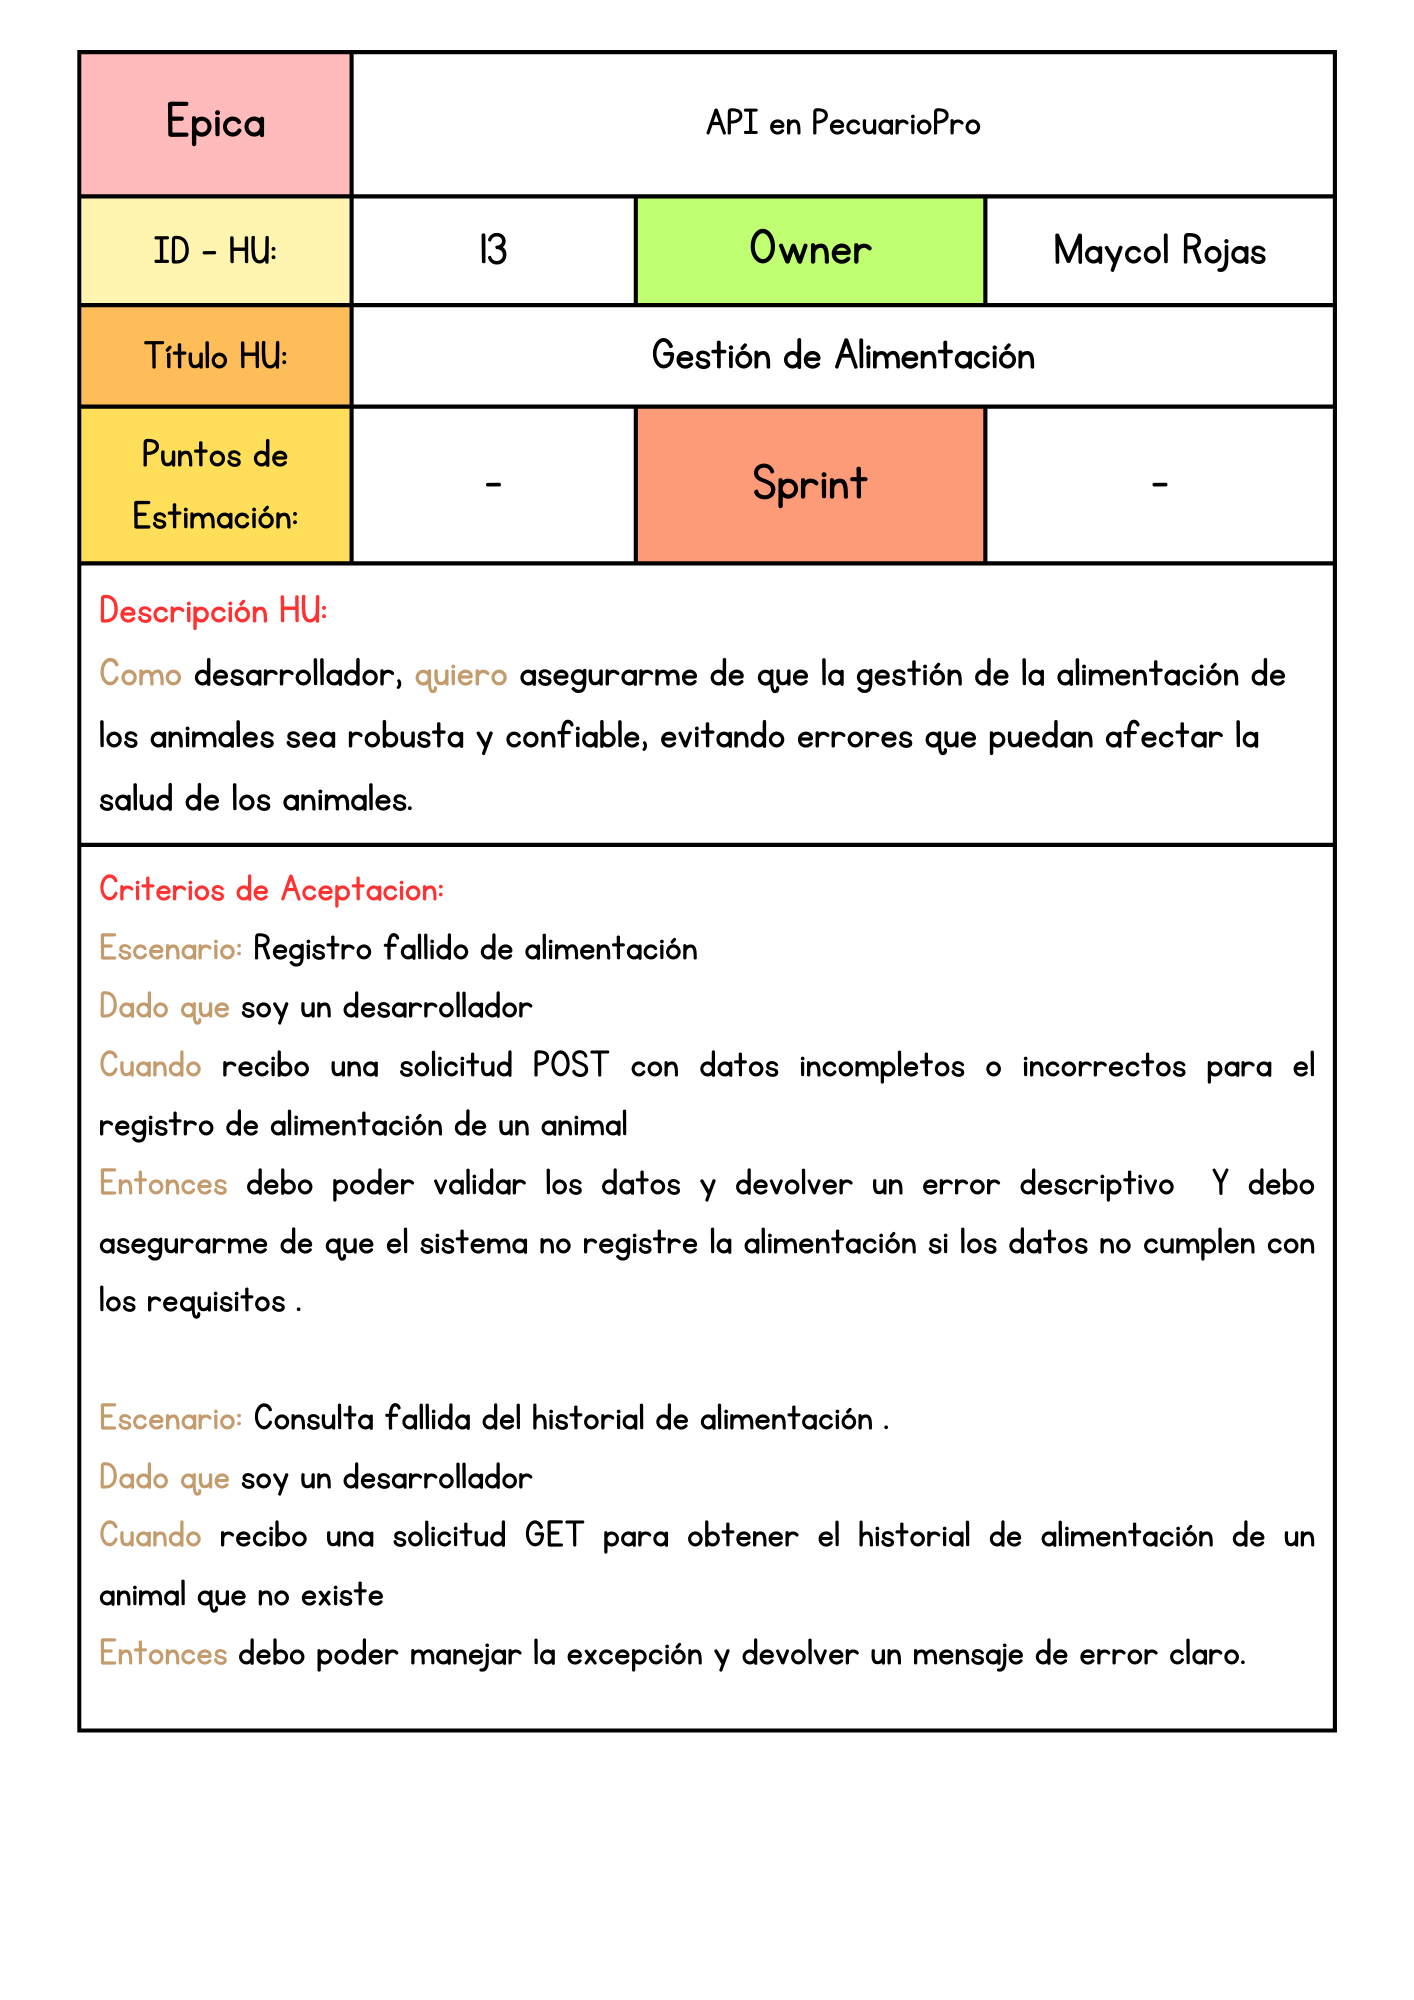 Epica
API en PecuarioPro
ID - HU:
13
Owner
Maycol Rojas
Título HU:
Gestión de Alimentación
Puntos de
Estimación:
-
Sprint
-
Descripción HU:
Como desarrollador, quiero asegurarme de que la gestión de la alimentación de
los animales sea robusta y confiable, evitando errores que puedan afectar la
salud de los animales.
Criterios de Aceptacion:
Escenario: Registro fallido de alimentación
Dado que soy un desarrollador
Cuando recibo una solicitud POST con datos incompletos o incorrectos para el
registro de alimentación de un animal
Entonces debo poder validar los datos y devolver un error descriptivo  Y debo
asegurarme de que el sistema no registre la alimentación si los datos no cumplen con
los requisitos .
Escenario: Consulta fallida del historial de alimentación .
Dado que soy un desarrollador
Cuando recibo una solicitud GET para obtener el historial de alimentación de un
animal que no existe
Entonces debo poder manejar la excepción y devolver un mensaje de error claro.